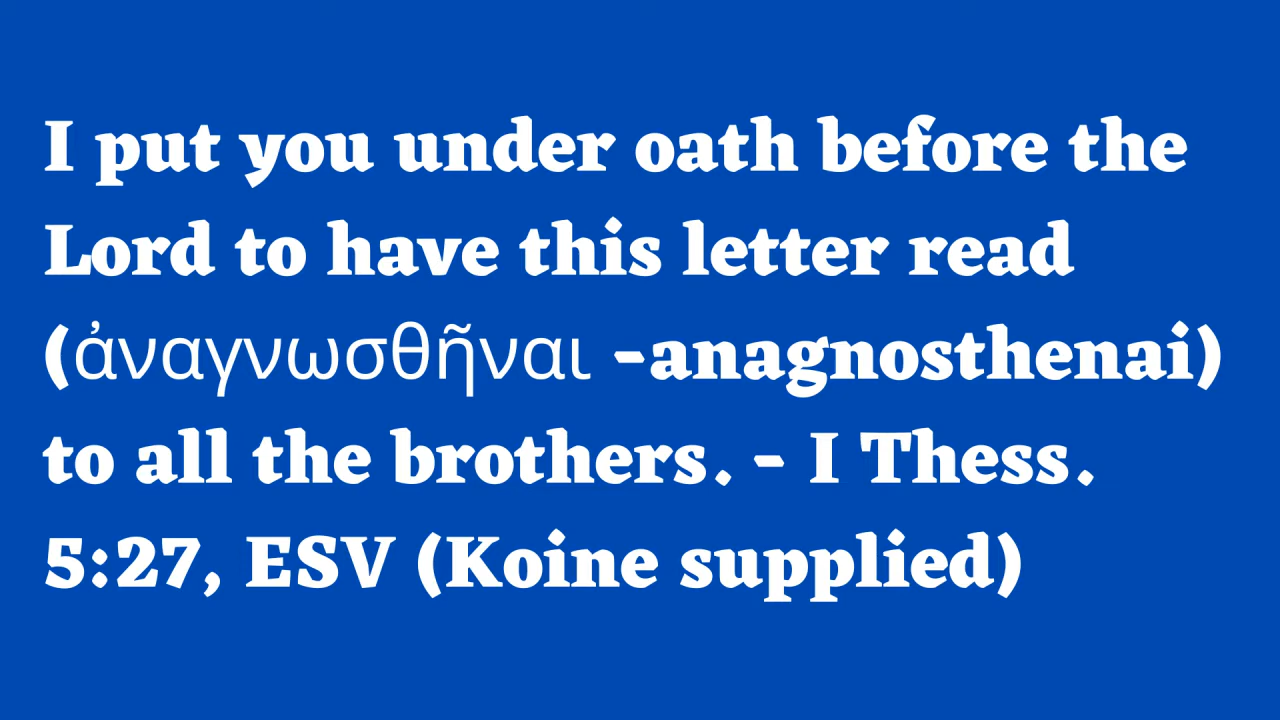 I put you under oath before the
Lord to have this letter read
(ἀναγνωσθῆναι -anagnosthenai)
to all the brothers. - I Thess.
5:27, ESV (Koine supplied)